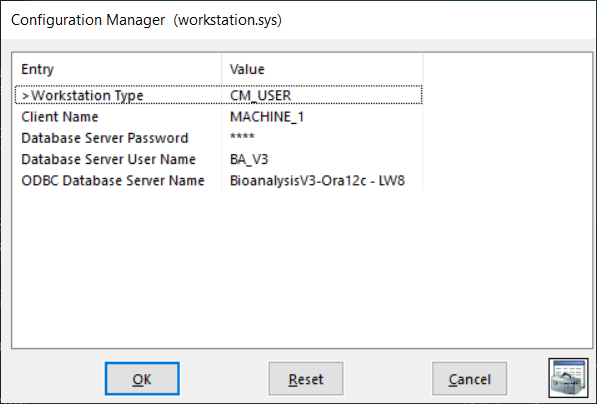 Configuration Manager (workstation.sys)
Entry Value
>Workstation Type CM_USER
Client Name MACHINE_1
Database Server Password ****
Database Server User Name BA_V3
ODBC Database Server Name BioanalysisV3-Ora12c - LW8
OK Reset Cancel